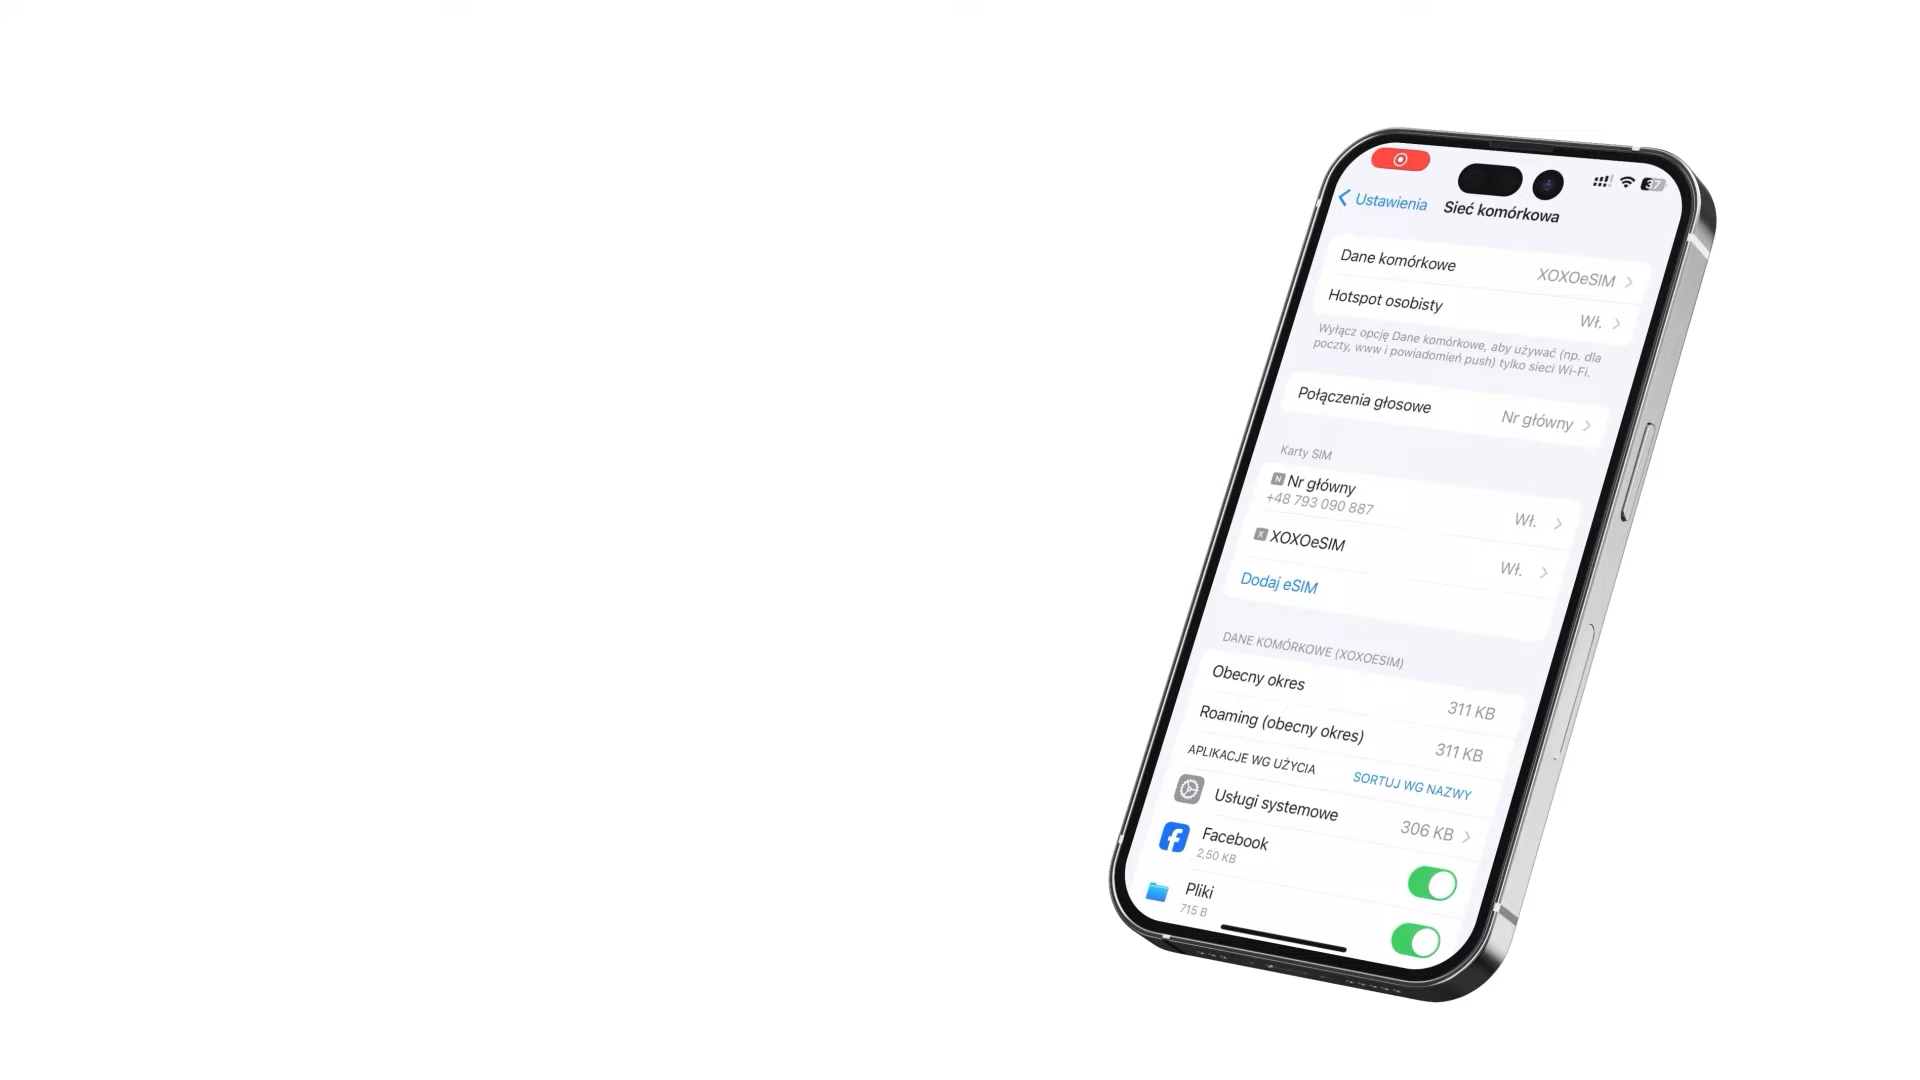 37
Ustawienia
Sieć komórkowa
Dane komórkowe XOXOeSIM
Hotspot osobisty Wł.
Wyłącz opcję Dane komórkowe, aby używać (np. dla
poczty, www i powiadomień push) tylko sieci Wi-Fi.
Połączenia głosowe Nr główny
Karty SIM
N Nr główny
+48 793 090 887
Wł.
X XOXOeSIM
Wł.
Dodaj eSIM
DANE KOMÓRKOWE (XOXOESIM)
Obecny okres 311 KB
Roaming (obecny okres) 311 KB
APLIKACJE WG UŻYCIA SORTUJ WG NAZWY
Usługi systemowe 306 KB
Facebook
2,50 KB
Pliki
715 B